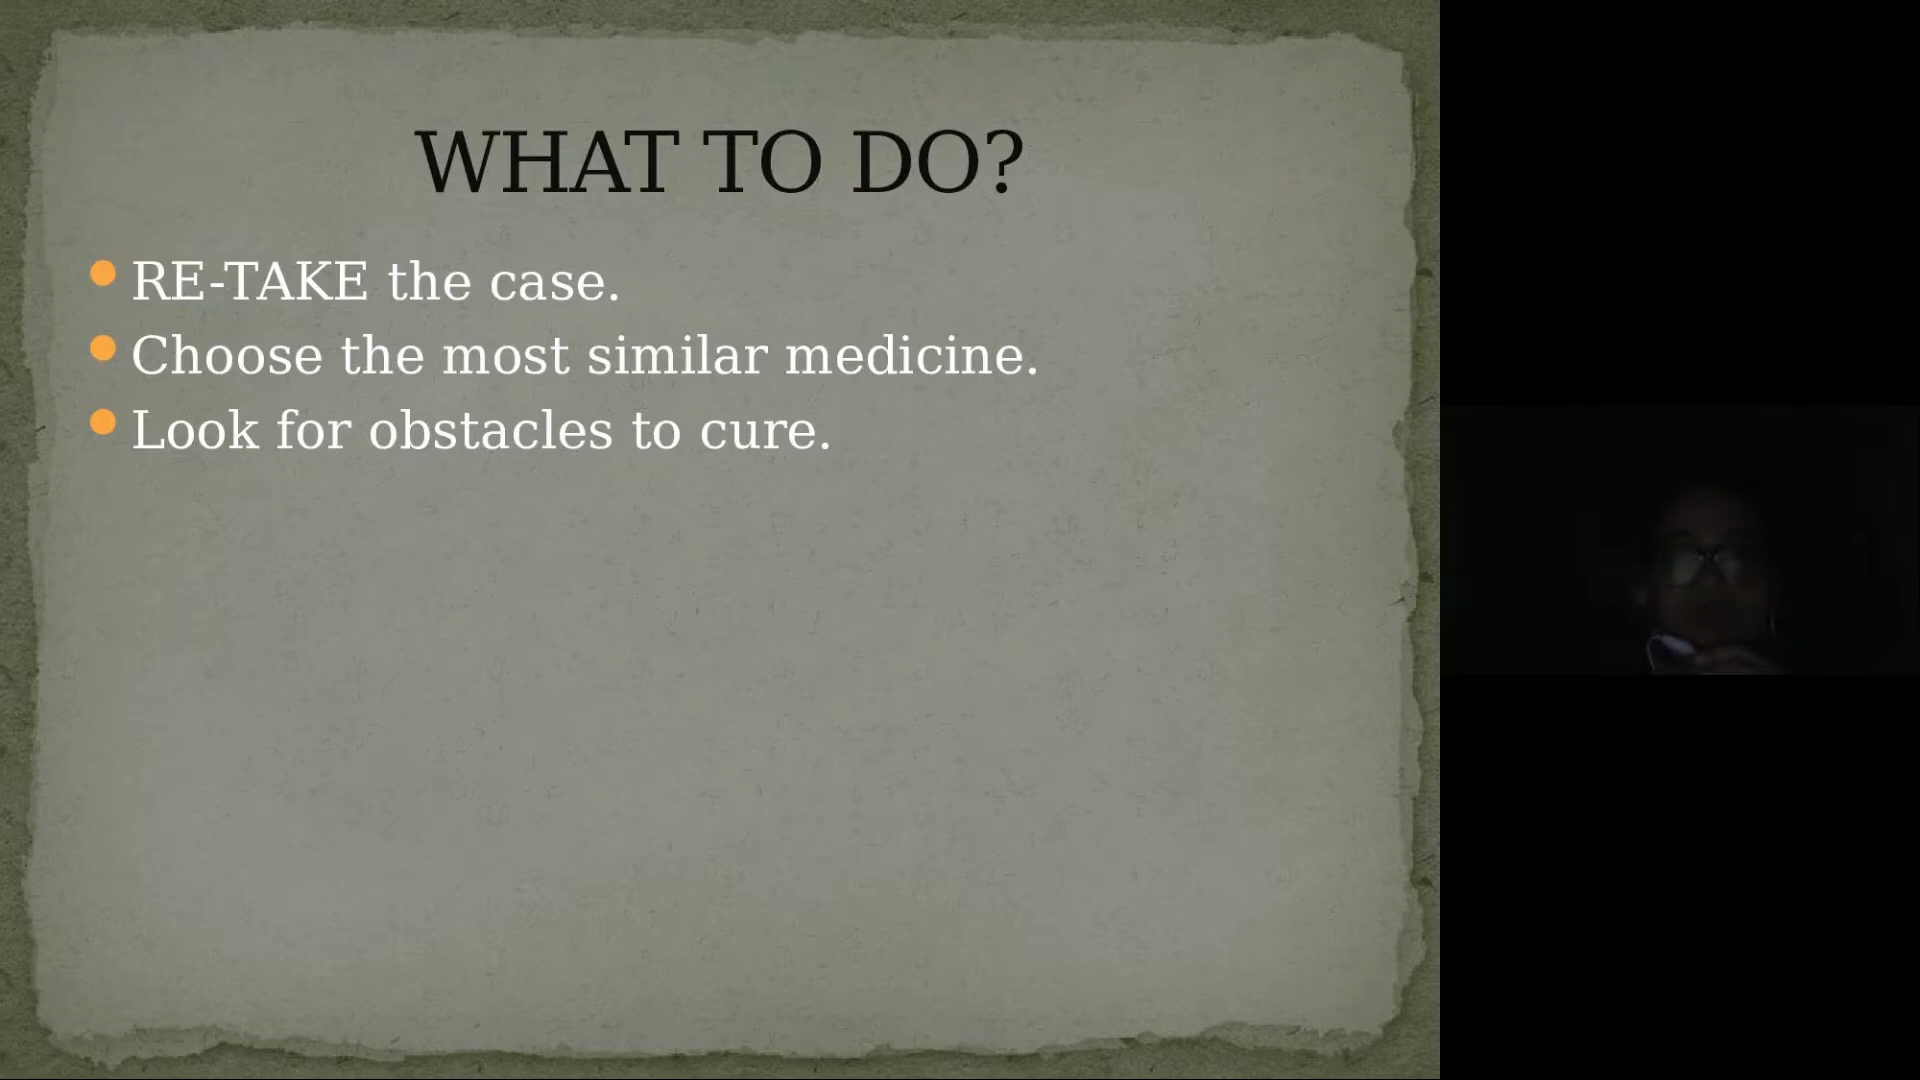 WHAT TO DO?
RE-TAKE the case.
Choose the most similar medicine.
Look for obstacles to cure.